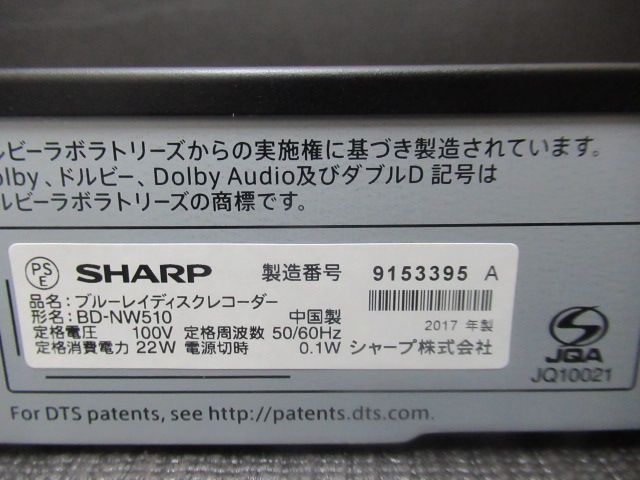 ルビーラボラトリーズからの実施権に基づき製造されています。
olby 、ドルビー、Dolby Audio及びダブルD 記号は
ルビーラボラトリーズの商標です。
PS E SHARP 製造番号 9153395 A
品名：ブルーレイディスクレコーダー
形名：BD-NW510 中国製 2017 年製
定格電圧 100V 定格周波数 50/60Hz
定格消費電力 22W 電源切時 0.1W シャープ株式会社
JQA
JQ10021
For DTS patents, see http://patents.dts.com.